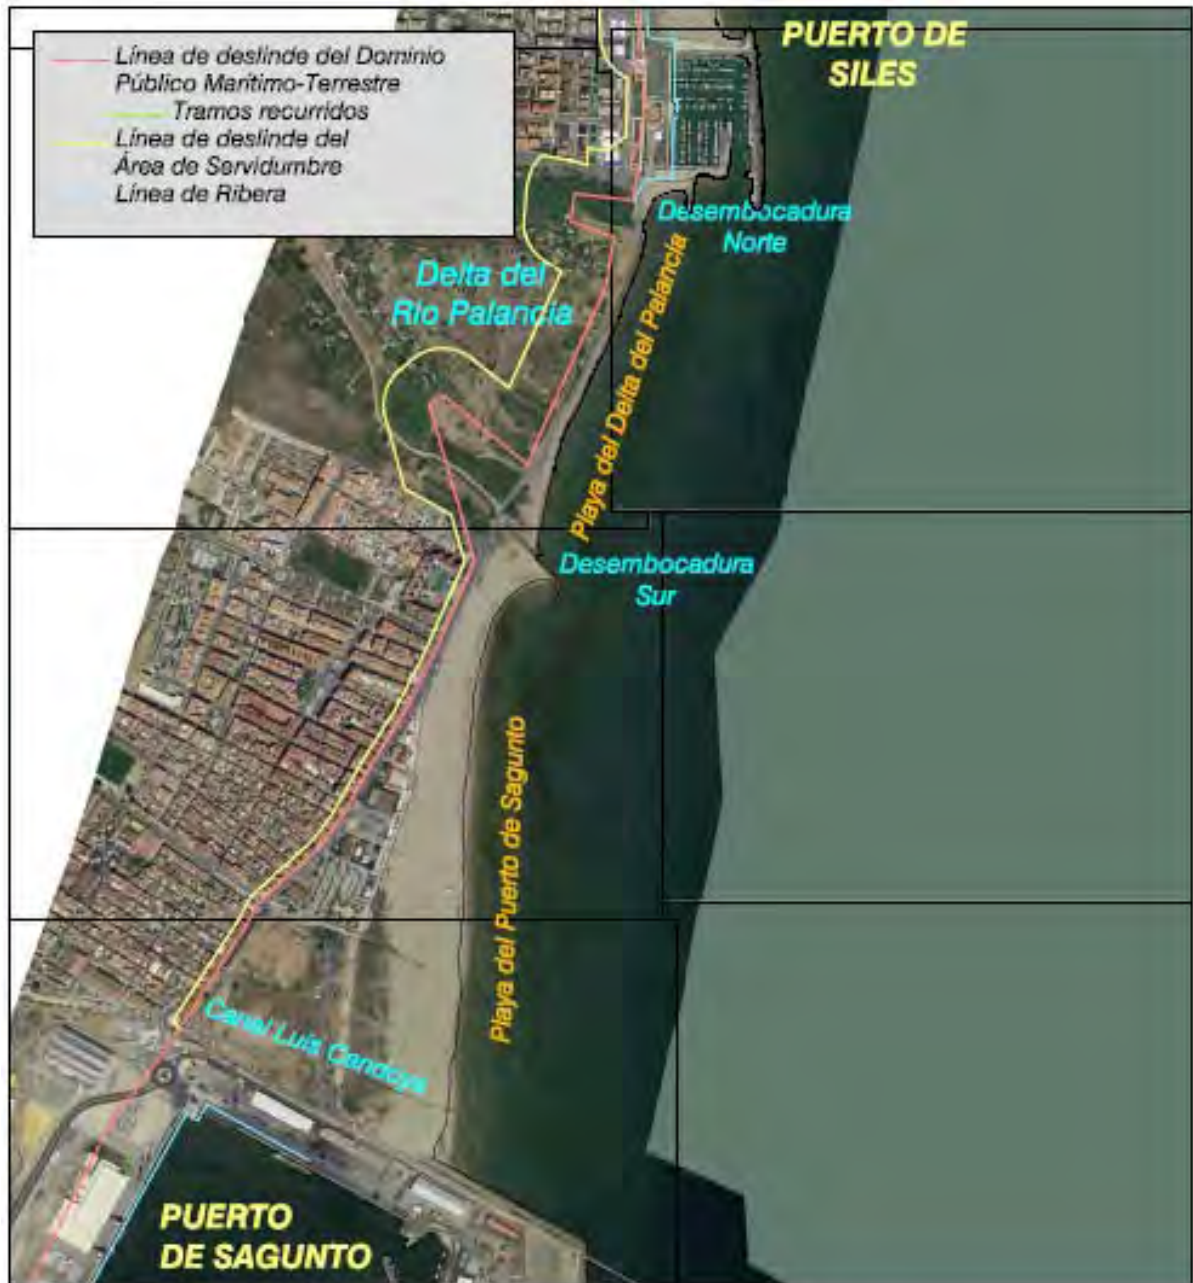 Línea de deslinde del Dominio
Público Marítimo-Terrestre
Tramos recurridos
Línea de deslinde del
Área de Servidumbre
Línea de Ribera
PUERTO DE
SILES
Desembocadura
Norte
Delta del
Río Palancia
Playa del Delta del Palancia
Desembocadura
Sur
Playa del Puerto de Sagunto
Canal Luis Cendoya
PUERTO
DE SAGUNTO